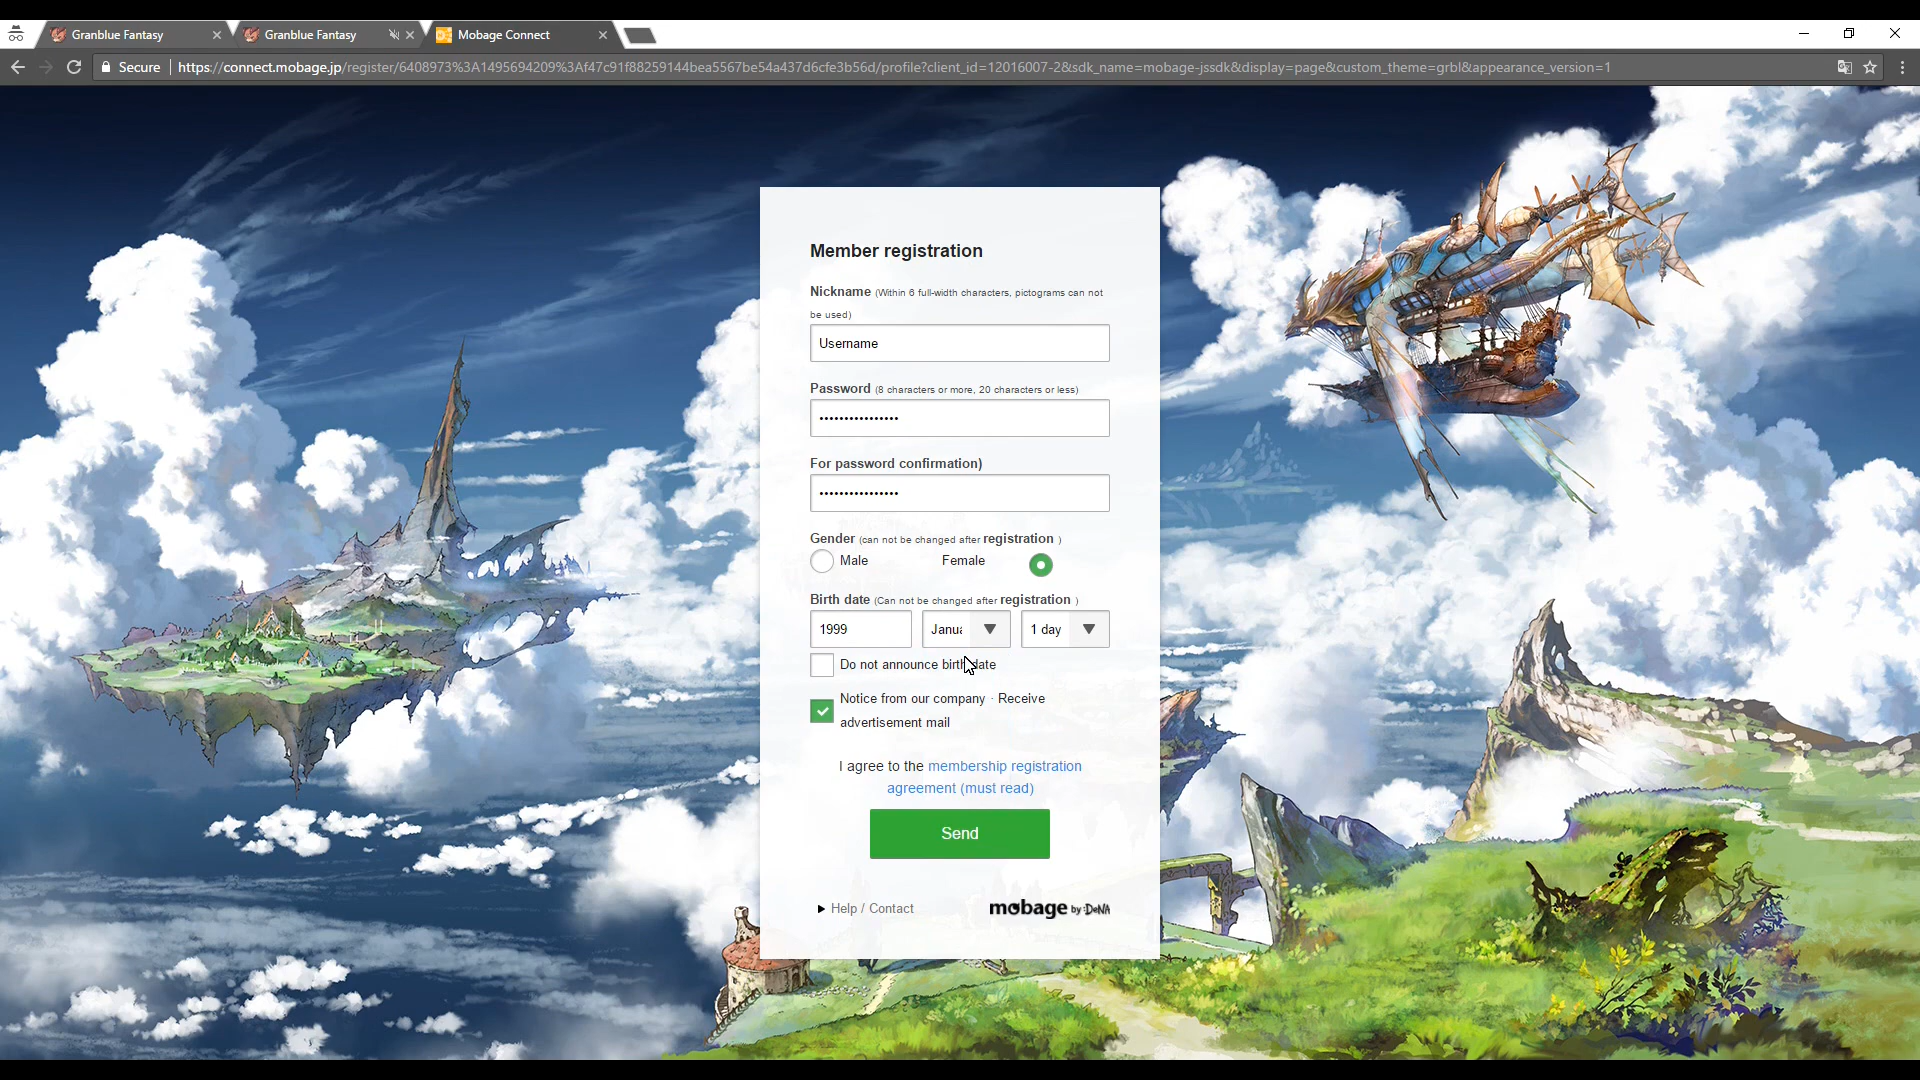 Granblue Fantasy
Granblue Fantasy
Mobage Connect
Secure
https://connect.mobage.jp/register/6408973%3A1495694209%3Af47c91f88259144bea5567be54a437d6cfe3b56d/profile?client_id=12016007-2&sdk_name=mobage-jssdk&display=page&custom_theme=grbl&appearance_version=1
Member registration
Nickname (Within 6 full-width characters, pictograms can not
be used)
Username
Password (8 characters or more, 20 characters or less)
••••••••••••••••
For password confirmation)
••••••••••••••••
Gender (can not be changed after registration )
Male Female
Birth date (Can not be changed after registration )
1999 Janua 1 day
Do not announce birth date
Notice from our company · Receive
advertisement mail
I agree to the membership registration
agreement (must read)
Send
Help / Contact
mobage by :DeNA